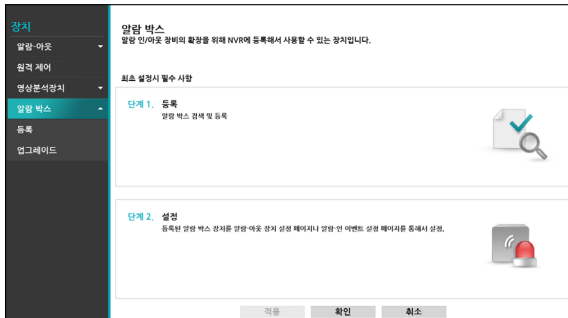 장치
알람·아웃
원격 제어
영상분석장치
알람 박스
등록
업그레이드
알람 박스
알람 인/아웃 장비의 확장을 위해 NVR에 등록해서 사용할 수 있는 장치입니다.
최초 설정시 필수 사항
단계 1. 등록
알람 박스 검색 및 등록
단계 2. 설정
등록된 알람 박스 장치를 알람·아웃 장치 설정 페이지나 알람·인 이벤트 설정 페이지를 통해서 설정.
적용 확인 취소